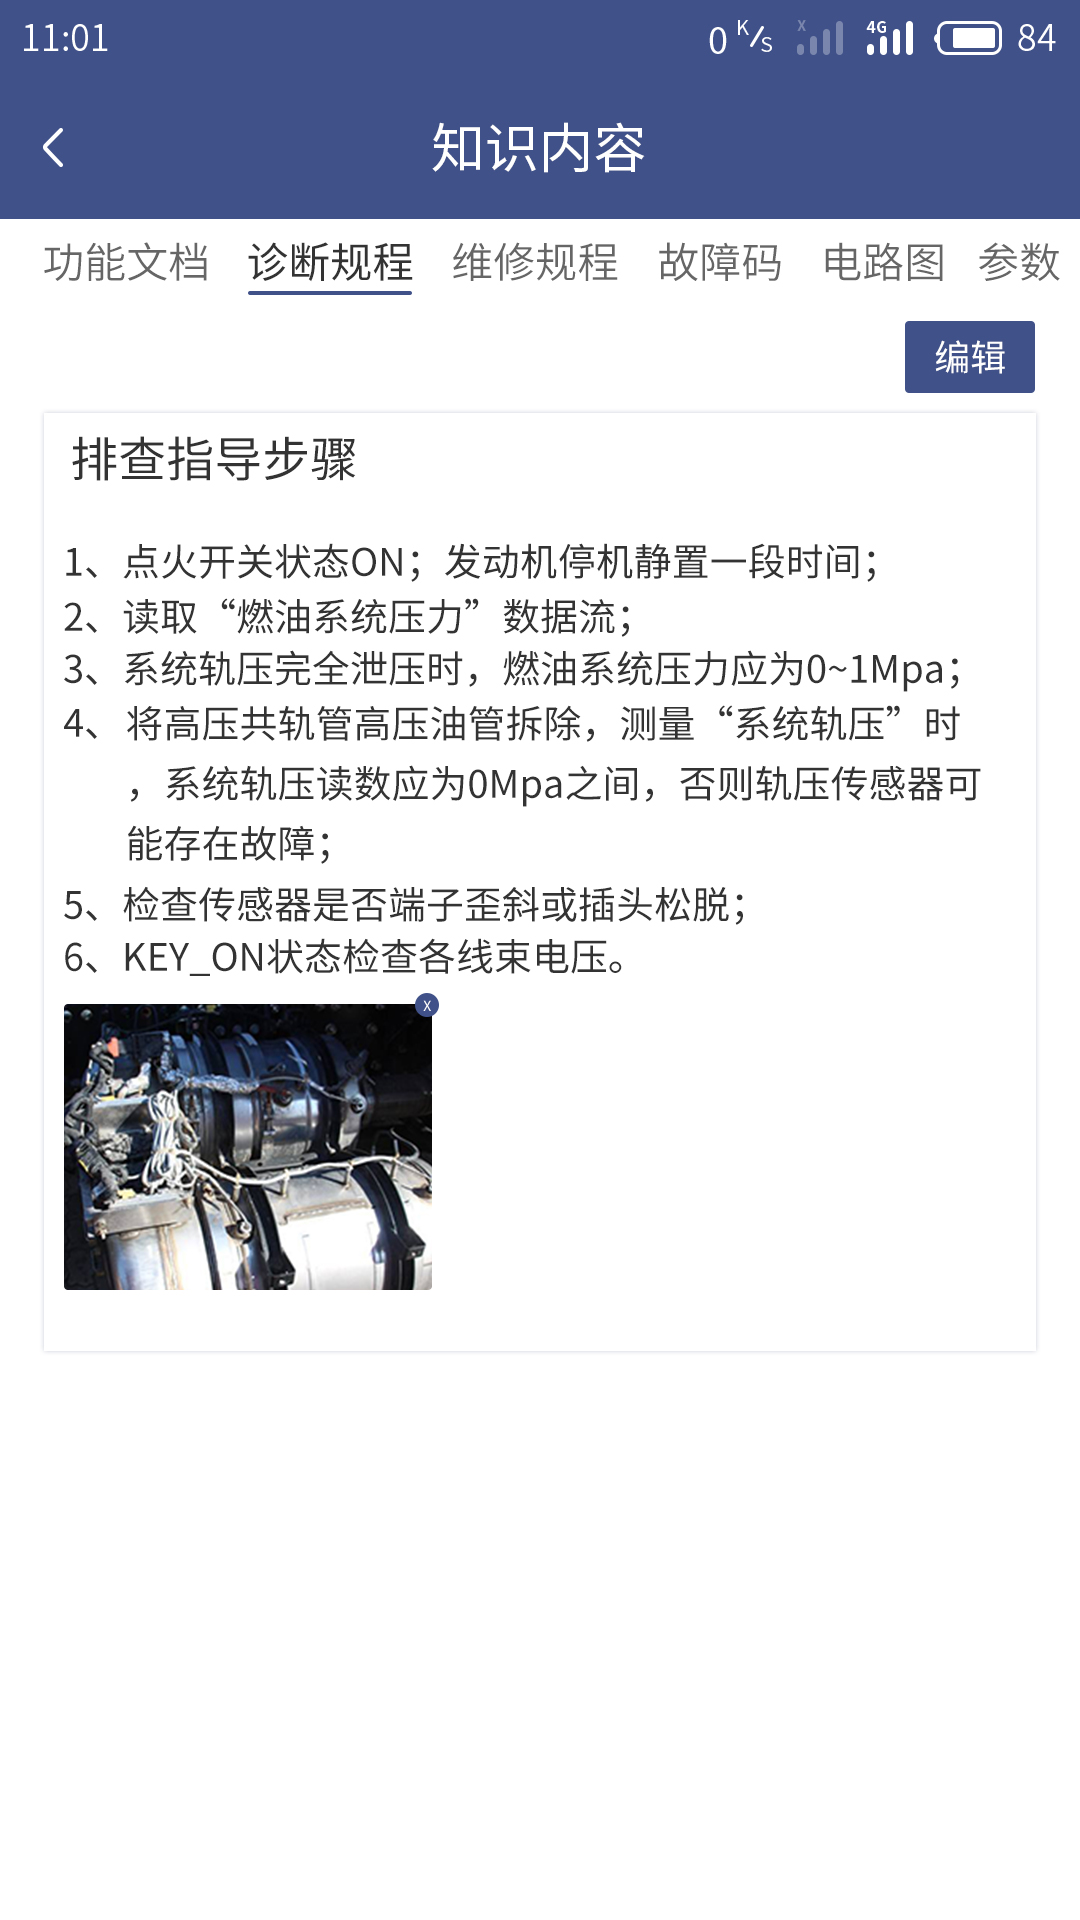 11:01
0 K/S X 4G 84
知识内容
功能文档 诊断规程 维修规程 故障码 电路图 参数
编辑
排查指导步骤
1、点火开关状态ON；发动机停机静置一段时间；
2、读取“燃油系统压力”数据流；
3、系统轨压完全泄压时，燃油系统压力应为0~1Mpa；
4、将高压共轨管高压油管拆除，测量“系统轨压”时
，系统轨压读数应为0Mpa之间，否则轨压传感器可
能存在故障；
5、检查传感器是否端子歪斜或插头松脱；
6、KEY_ON状态检查各线束电压。
X